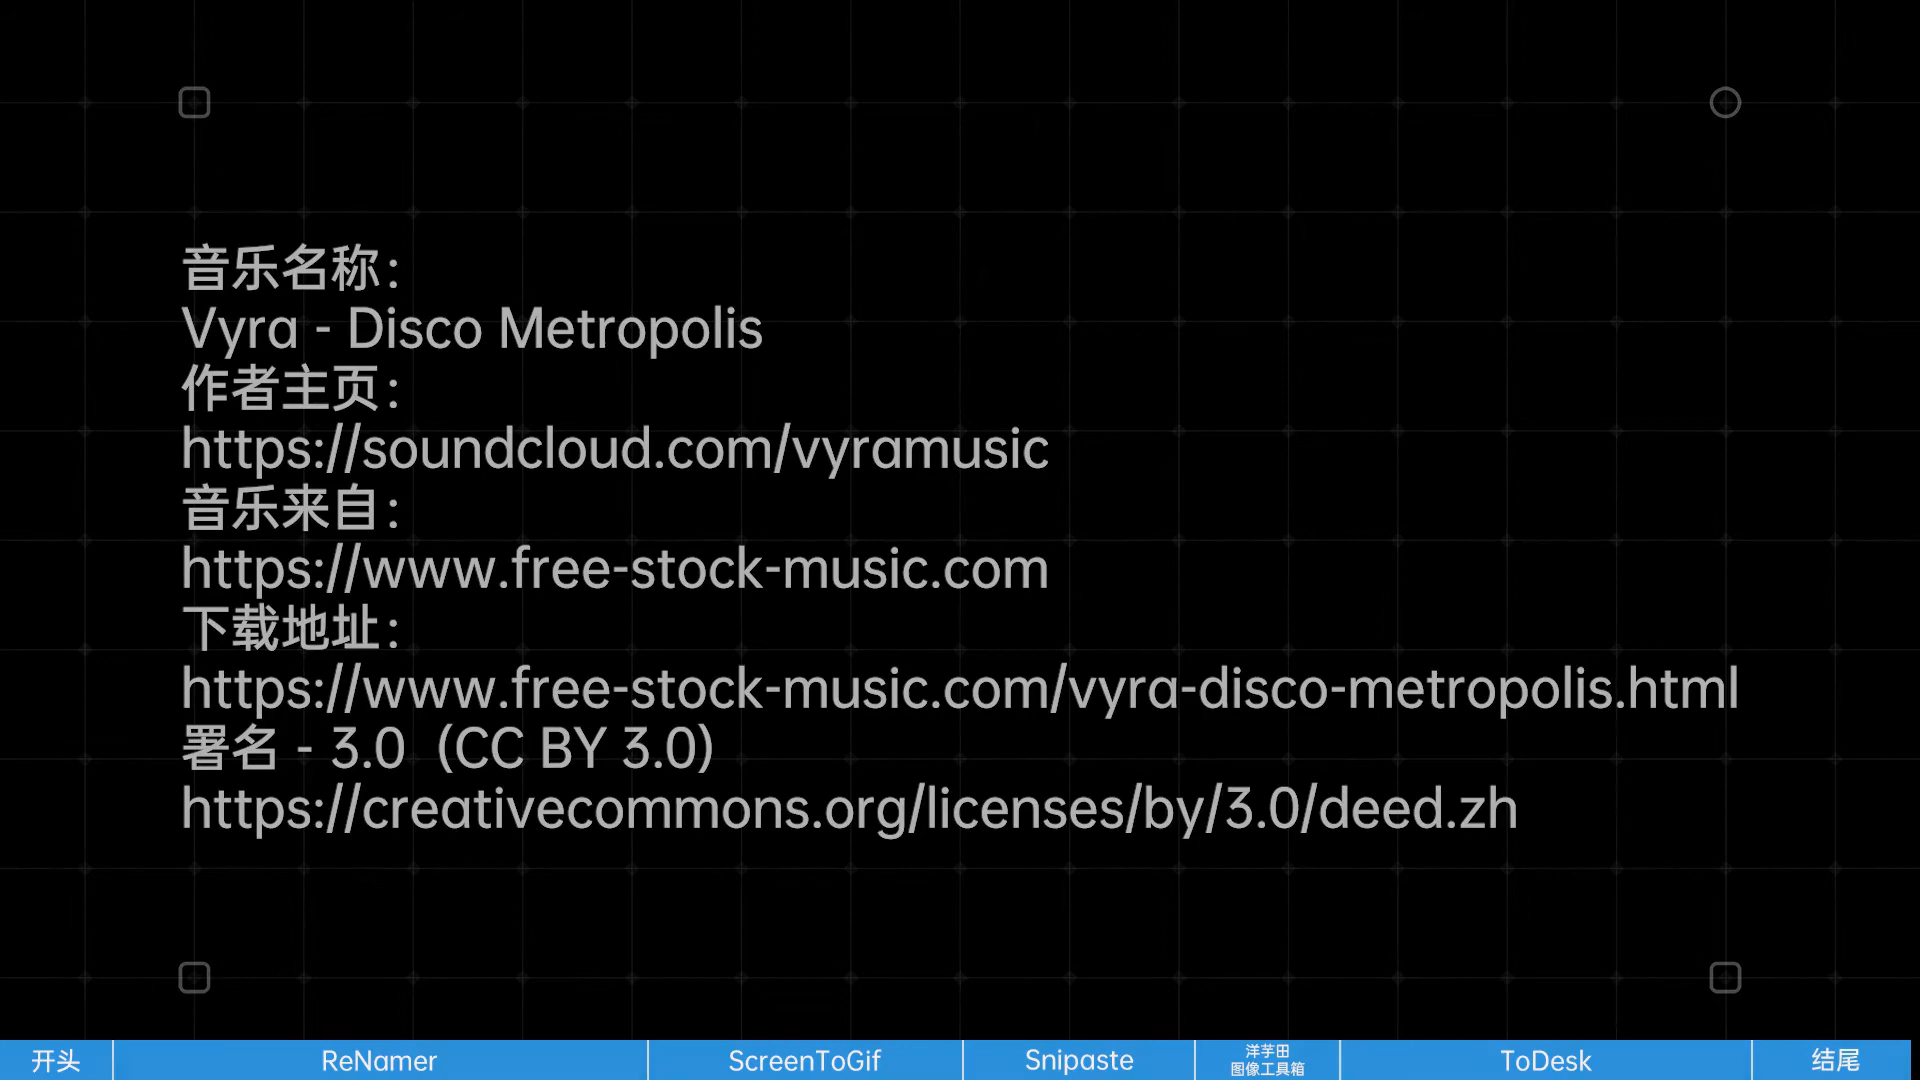 音乐名称：
Vyra - Disco Metropolis
作者主页：
https://soundcloud.com/vyramusic
音乐来自：
https://www.free-stock-music.com
下载地址：
https://www.free-stock-music.com/vyra-disco-metropolis.html
署名 - 3.0（CC BY 3.0）
https://creativecommons.org/licenses/by/3.0/deed.zh
开头
ReNamer
ScreenToGif
Snipaste
洋芋田
图像工具箱
ToDesk
结尾